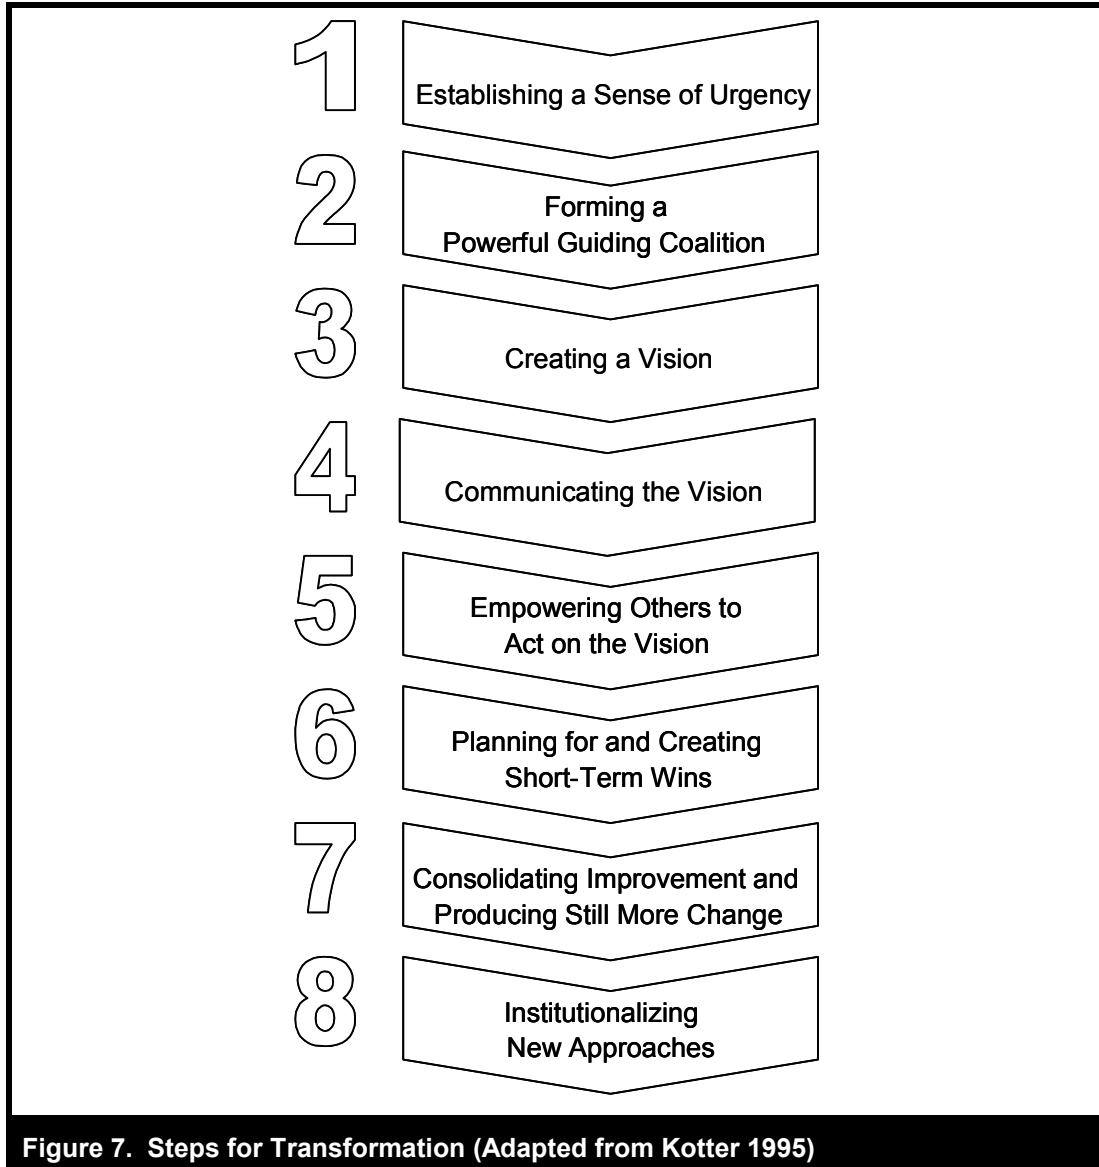 1
Establishing a Sense of Urgency
2
Forming a
Powerful Guiding Coalition
3
Creating a Vision
4
Communicating the Vision
5
Empowering Others to
Act on the Vision
6
Planning for and Creating
Short-Term Wins
7
Consolidating Improvement and
Producing Still More Change
8
Institutionalizing
New Approaches
Figure 7. Steps for Transformation (Adapted from Kotter 1995)